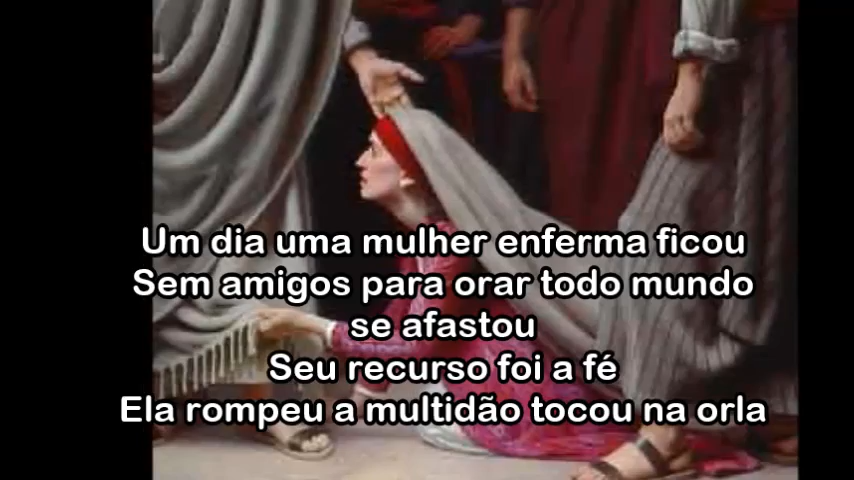 Um dia uma mulher enferma ficou
Sem amigos para orar todo mundo
se afastou
Seu recurso foi a fé
Ela rompeu a multidão tocou na orla